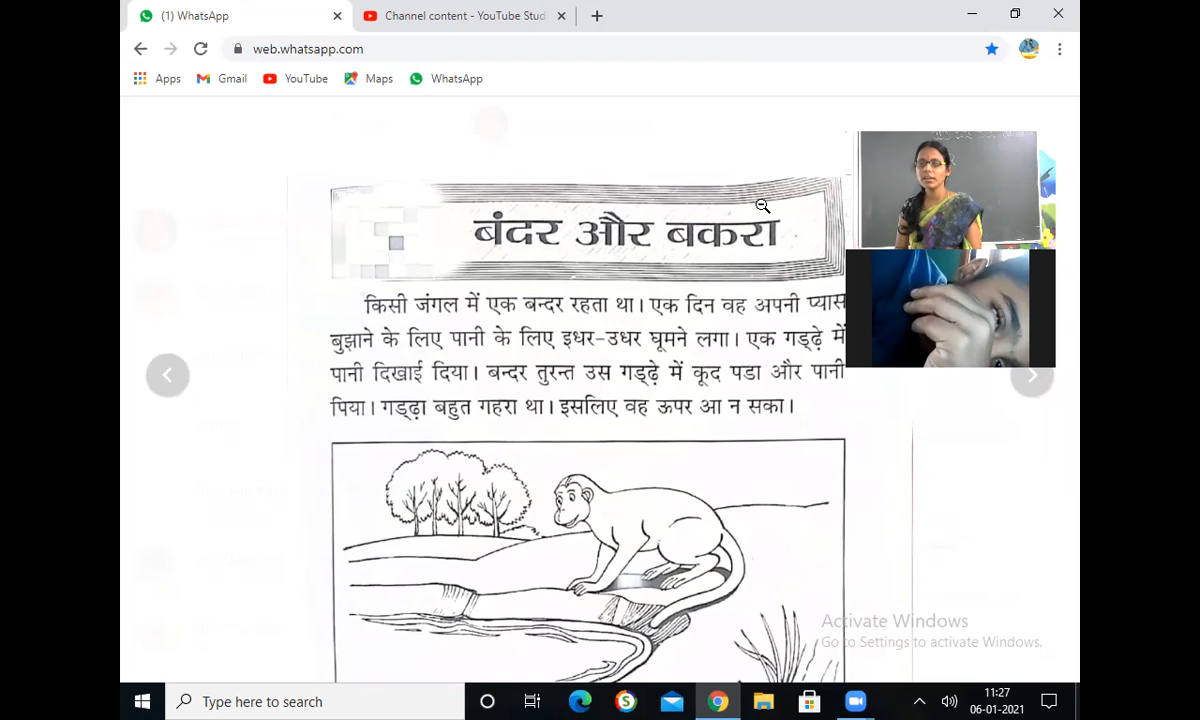 (1) WhatsApp
Channel content - YouTube Stud
web.whatsapp.com
Apps
Gmail
YouTube
Maps
WhatsApp
बंदर और बकरा
किसी जंगल में एक बन्दर रहता था। एक दिन वह अपनी प्यास
बुझाने के लिए पानी के लिए इधर-उधर घूमने लगा। एक गड्ढ़े में
पानी दिखाई दिया। बन्दर तुरन्त उस गड्ढ़े में कूद पडा और पानी
पिया। गड्ढ़ा बहुत गहरा था। इसलिए वह ऊपर आ न सका।
Activate Windows
Go to Settings to activate Windows.
Type here to search
11:27
06-01-2021